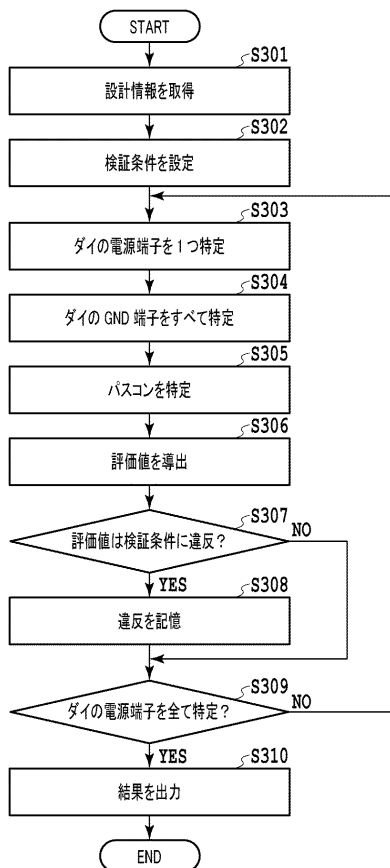 START
S301
設計情報を取得
S302
検証条件を設定
S303
ダイの電源端子を1つ特定
S304
ダイのGND端子をすべて特定
S305
パスコンを特定
S306
評価値を導出
S307
評価値は検証条件に違反?
NO
YES
S308
違反を記憶
S309
ダイの電源端子を全て特定?
NO
YES
S310
結果を出力
END